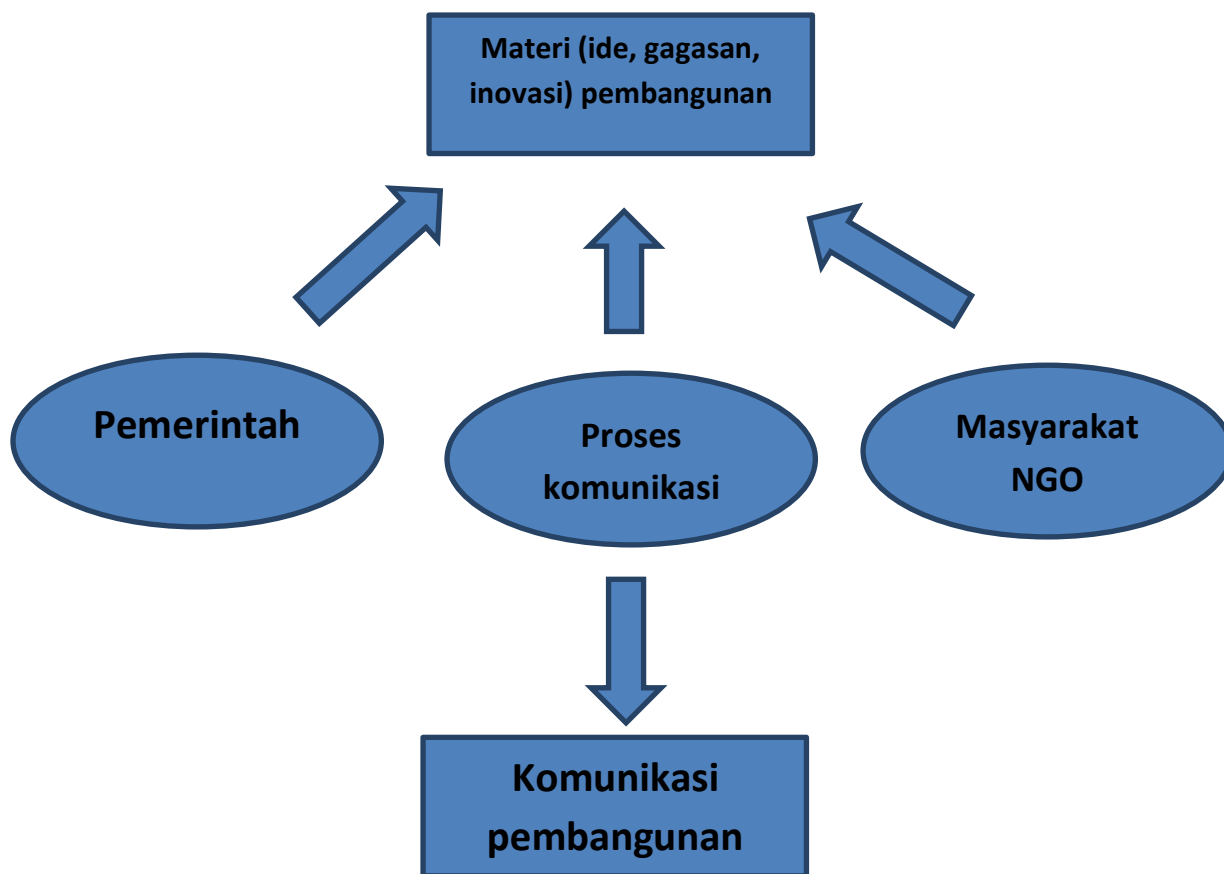 Materi (ide, gagasan,
inovasi) pembangunan
Pemerintah
Proses
komunikasi
Masyarakat
NGO
Komunikasi
pembangunan